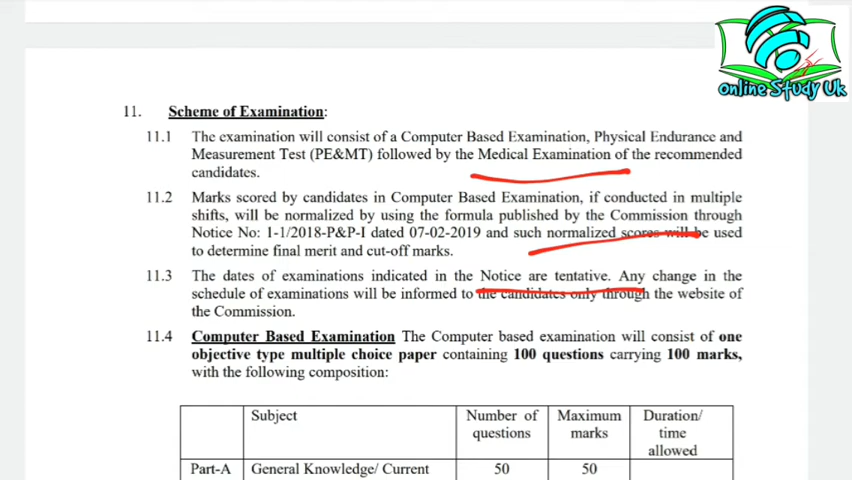 online Study Uk
11. Scheme of Examination:
11.1 The examination will consist of a Computer Based Examination, Physical Endurance and
Measurement Test (PE&MT) followed by the Medical Examination of the recommended
candidates.
11.2 Marks scored by candidates in Computer Based Examination, if conducted in multiple
shifts, will be normalized by using the formula published by the Commission through
Notice No: 1-1/2018-P&P-I dated 07-02-2019 and such normalized scores will be used
to determine final merit and cut-off marks.
11.3 The dates of examinations indicated in the Notice are tentative. Any change in the
schedule of examinations will be informed to the candidates only through the website of
the Commission.
11.4 Computer Based Examination The Computer based examination will consist of one
objective type multiple choice paper containing 100 questions carrying 100 marks,
with the following composition:
Subject Number of Maximum Duration/
questions marks time
allowed
Part-A General Knowledge/ Current 50 50